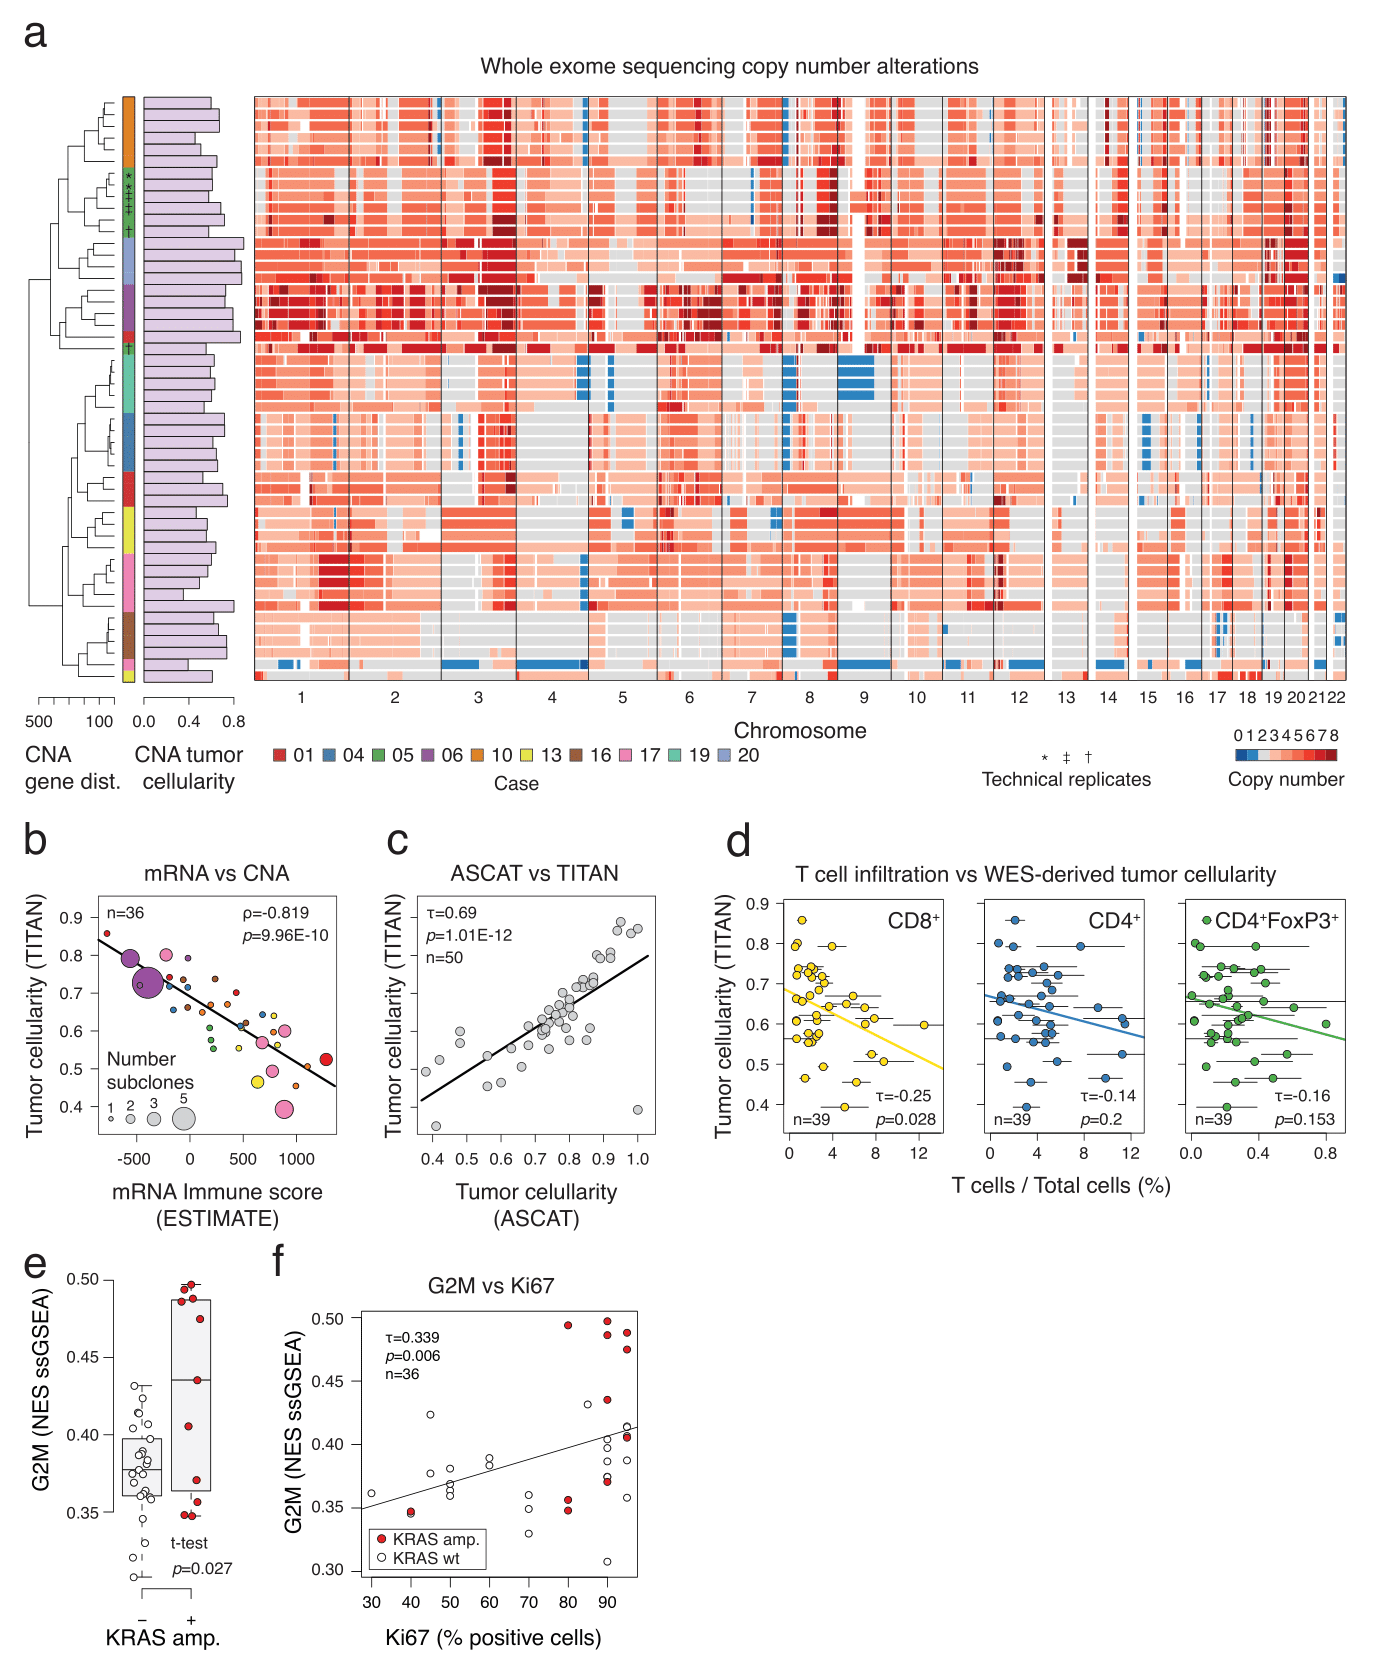 a
Whole exome sequencing copy number alterations
*
*
‡
‡
‡
†
†
1 2 3 4 5 6 7 8 9 10 11 12 13 14 15 16 17 18 19 20 21 22
Chromosome
500 100
0.0 0.4 0.8
CNA gene dist.
CNA tumor cellularity
01 04 05 06 10 13 16 17 19 20
Case
* ‡ †
Technical replicates
0 1 2 3 4 5 6 7 8
Copy number
b
mRNA vs CNA
Tumor cellularity (TITAN)
0.9
0.8
0.7
0.6
0.5
0.4
n=36
ρ=-0.819
p=9.96E-10
Number
subclones
1 2 3 5
-500 0 500 1000
mRNA Immune score
(ESTIMATE)
c
ASCAT vs TITAN
Tumor cellularity (TITAN)
τ=0.69
p=1.01E-12
n=50
0.4 0.5 0.6 0.7 0.8 0.9 1.0
Tumor celullarity
(ASCAT)
d
T cell infiltration vs WES-derived tumor cellularity
Tumor cellularity (TITAN)
0.9
0.8
0.7
0.6
0.5
0.4
CD8+
τ=-0.25
n=39 p=0.028
0 4 8 12
CD4+
τ=-0.14
n=39 p=0.2
0 4 8 12
CD4+FoxP3+
τ=-0.16
n=39 p=0.153
0.0 0.4 0.8
T cells / Total cells (%)
e
G2M (NES ssGSEA)
0.50
0.45
0.40
0.35
t-test
p=0.027
− +
KRAS amp.
f
G2M vs Ki67
G2M (NES ssGSEA)
0.50
0.45
0.40
0.35
0.30
τ=0.339
p=0.006
n=36
KRAS amp.
KRAS wt
30 40 50 60 70 80 90
Ki67 (% positive cells)